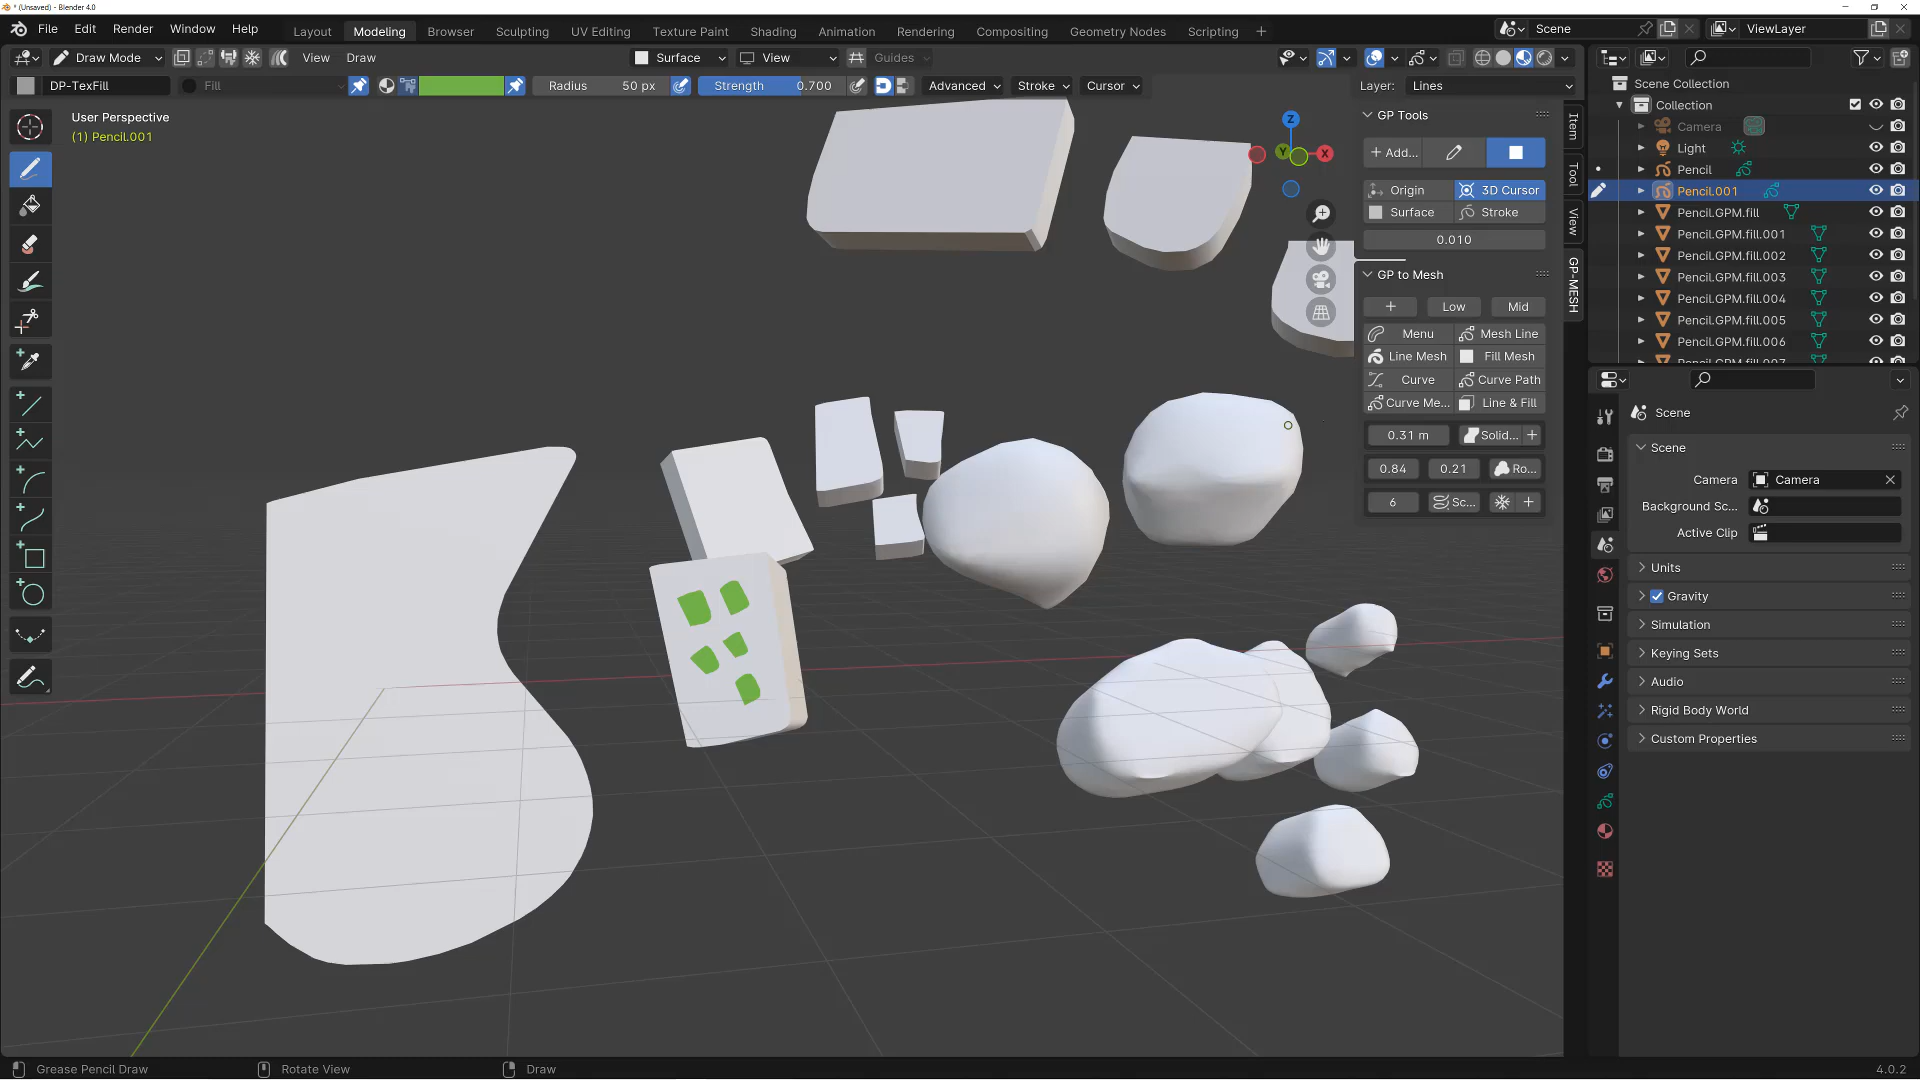 * (Unsaved) - Blender 4.0
File Edit Render Window Help Layout Modeling Browser Sculpting UV Editing Texture Paint Shading Animation Rendering Compositing Geometry Nodes Scripting + Scene ViewLayer
Draw Mode View Draw Surface View Guides
DP-TexFill Fill Radius 50 px Strength 0.700 Advanced Stroke Cursor Layer: Lines
User Perspective
(1) Pencil.001
Z
Y
X
GP Tools
+ Add...
Origin 3D Cursor
Surface Stroke
0.010
GP to Mesh
+ Low Mid
Menu Mesh Line
Line Mesh Fill Mesh
Curve Curve Path
Curve Me... Line & Fill
0.31 m Solid... +
0.84 0.21 Ro...
6 Sc... +
Item
Tool
View
GP-MESH
Scene Collection
Collection
Camera
Light
Pencil
Pencil.001
Pencil.GPM.fill
Pencil.GPM.fill.001
Pencil.GPM.fill.002
Pencil.GPM.fill.003
Pencil.GPM.fill.004
Pencil.GPM.fill.005
Pencil.GPM.fill.006
Pencil.GPM.fill.007
Scene
Scene
Camera Camera
Background Sc...
Active Clip
Units
Gravity
Simulation
Keying Sets
Audio
Rigid Body World
Custom Properties
Grease Pencil Draw Rotate View Draw 4.0.2